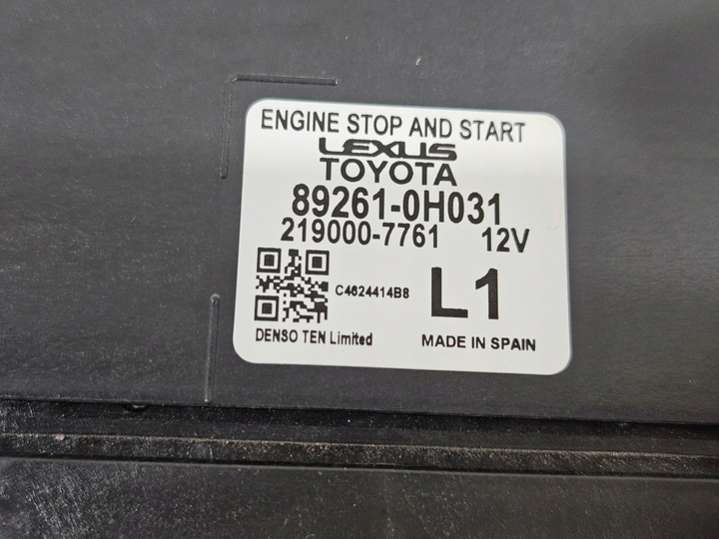 ENGINE STOP AND START
LEXUS
TOYOTA
89261-0H031
219000-7761 12V
C4624414B8 L1
DENSO TEN Limited MADE IN SPAIN